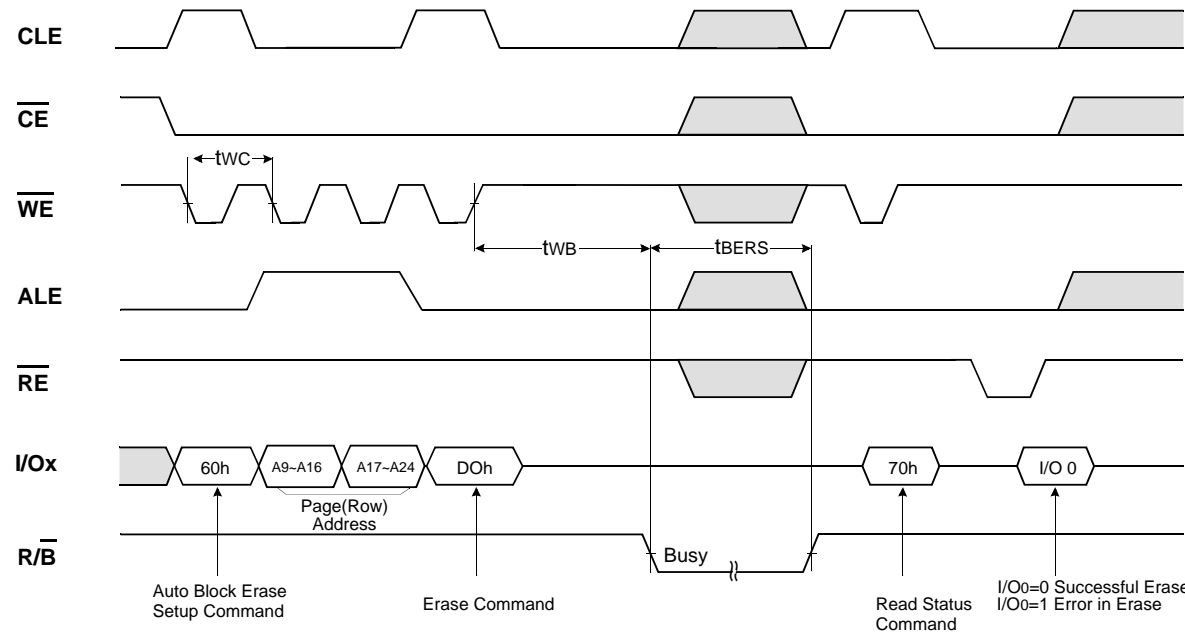 CLE
CE
tWC
WE
tWB
tBERS
ALE
RE
I/Ox
60h
A9~A16
A17~A24
DOh
70h
I/O 0
Page(Row)
Address
R/B
Busy
Auto Block Erase
Setup Command
Erase Command
Read Status
Command
I/O0=0 Successful Erase
I/O0=1 Error in Erase